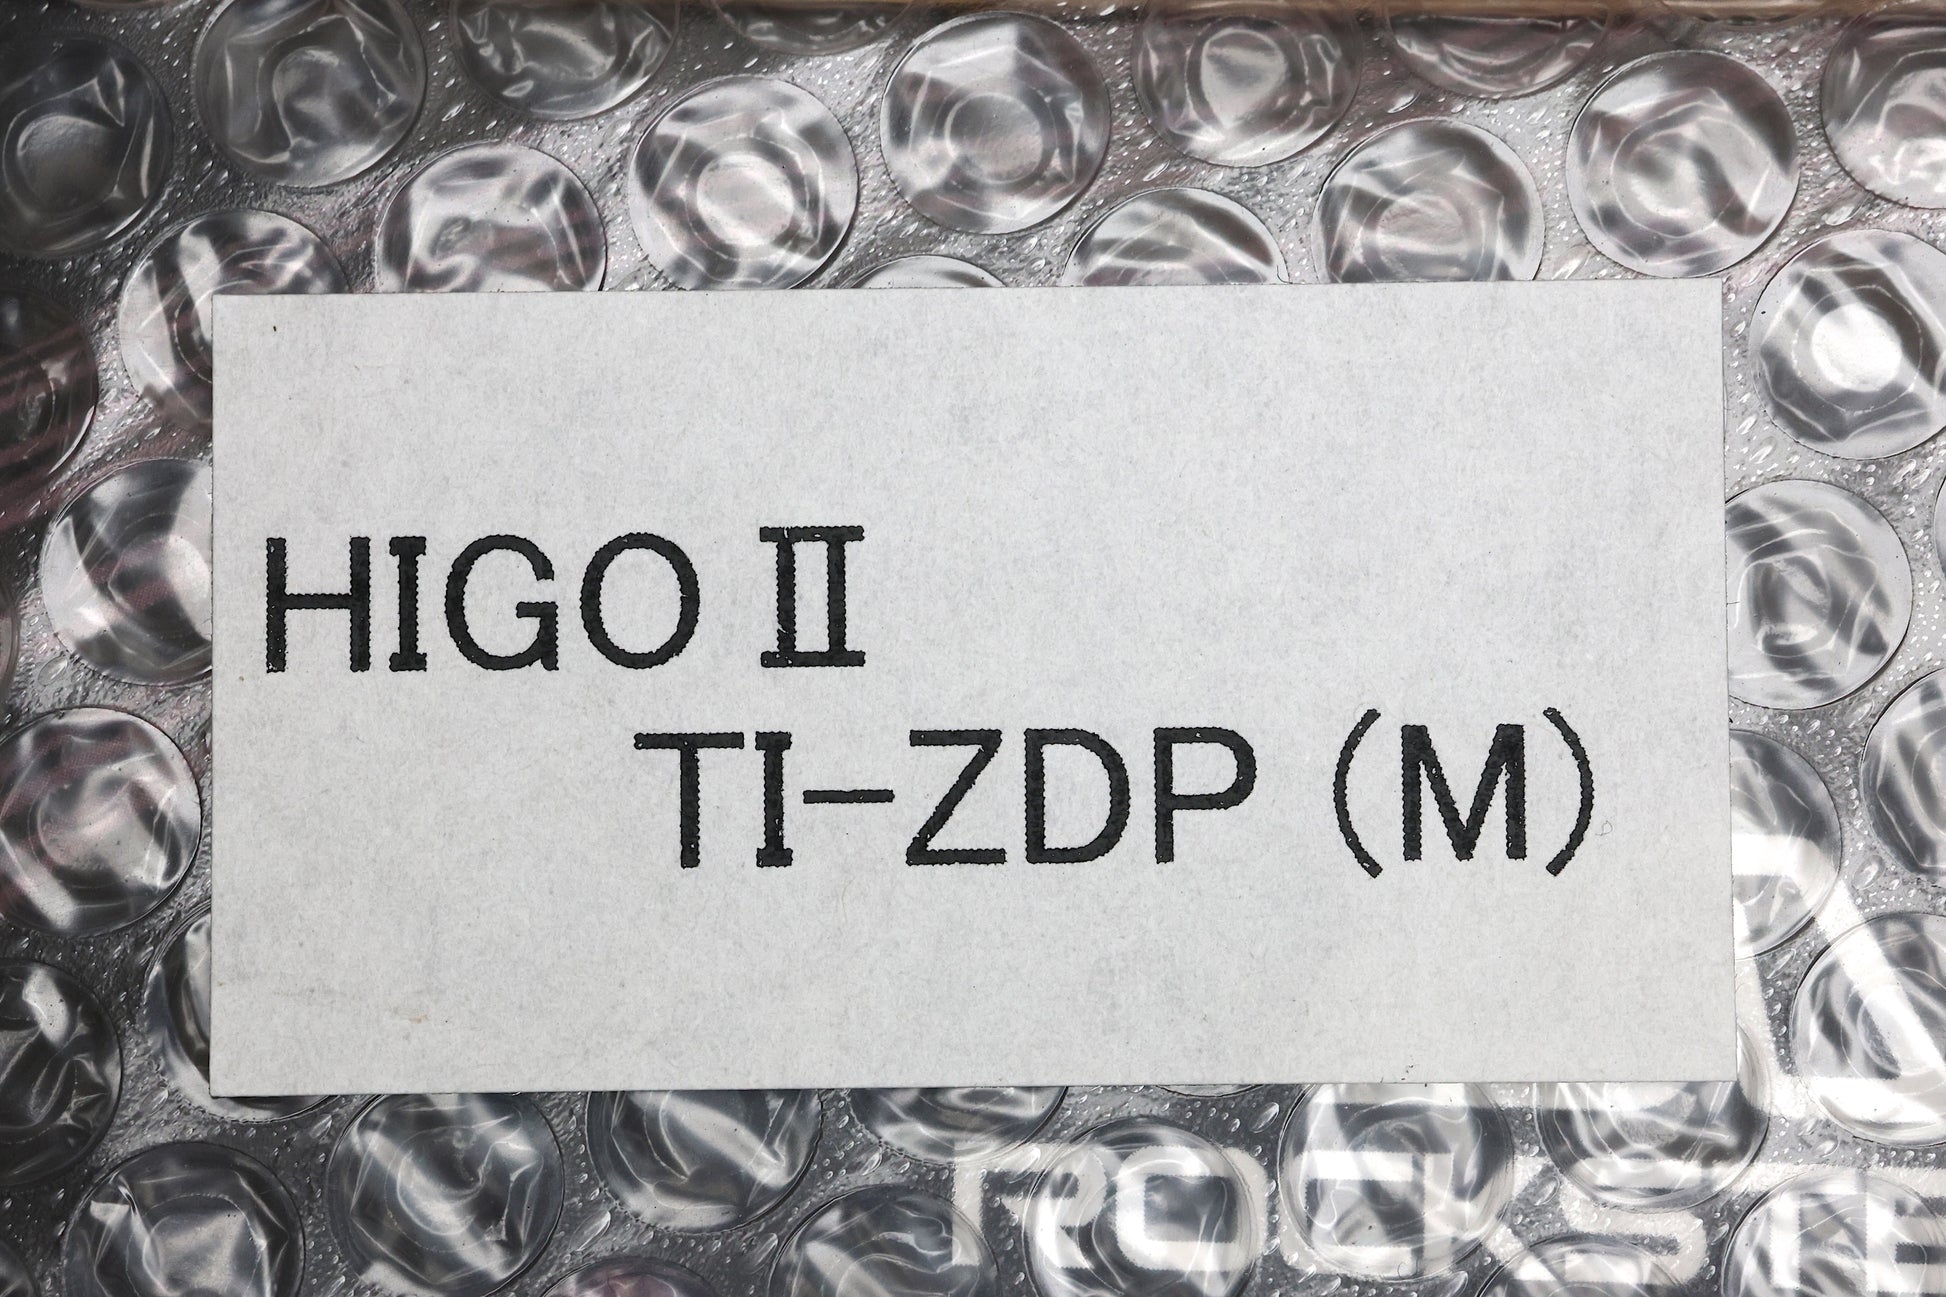 HIGO Ⅱ
TI-ZDP (M)